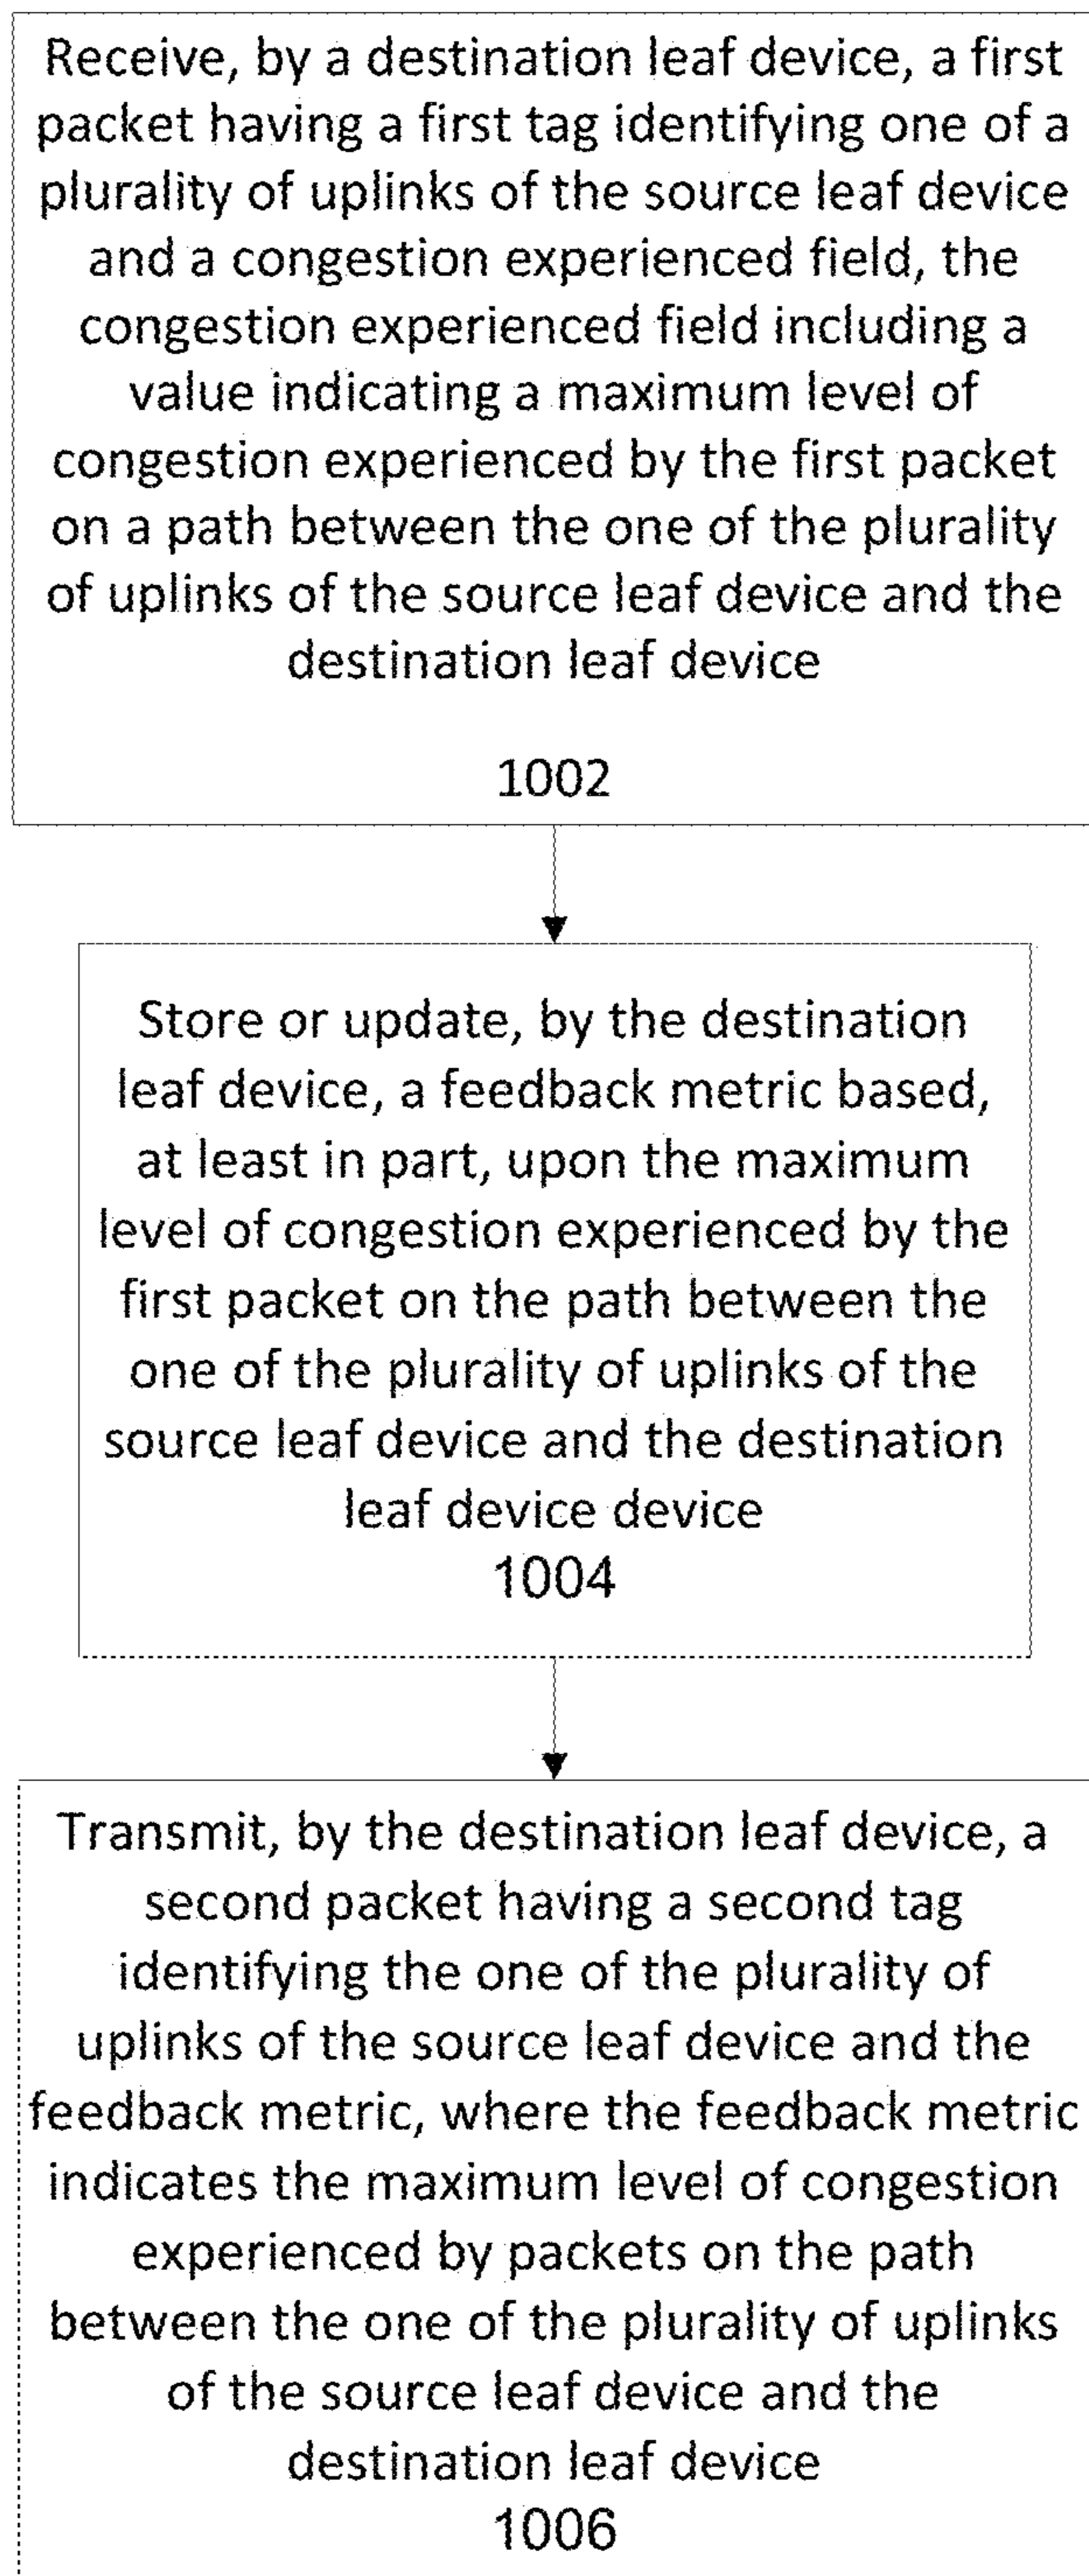 Receive, by a destination leaf device, a first
packet having a first tag identifying one of a
plurality of uplinks of the source leaf device
and a congestion experienced field, the
congestion experienced field including a
value indicating a maximum level of
congestion experienced by the first packet
on a path between the one of the plurality
of uplinks of the source leaf device and the
destination leaf device
1002
Store or update, by the destination
leaf device, a feedback metric based,
at least in part, upon the maximum
level of congestion experienced by the
first packet on the path between the
one of the plurality of uplinks of the
source leaf device and the destination
leaf device device
1004
Transmit, by the destination leaf device, a
second packet having a second tag
identifying the one of the plurality of
uplinks of the source leaf device and the
feedback metric, where the feedback metric
indicates the maximum level of congestion
experienced by packets on the path
between the one of the plurality of uplinks
of the source leaf device and the
destination leaf device
1006